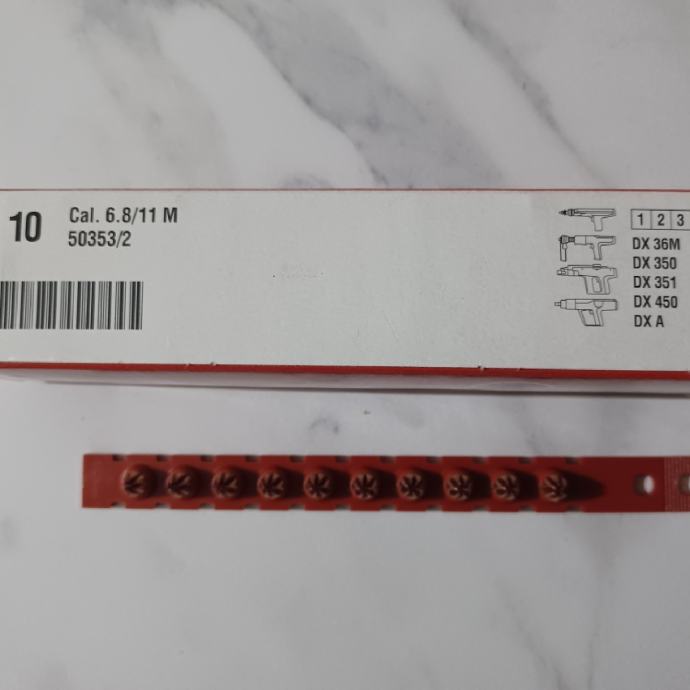 10
Cal. 6.8/11 M
50353/2
1 2 3
DX 36M
DX 350
DX 351
DX 450
DX A